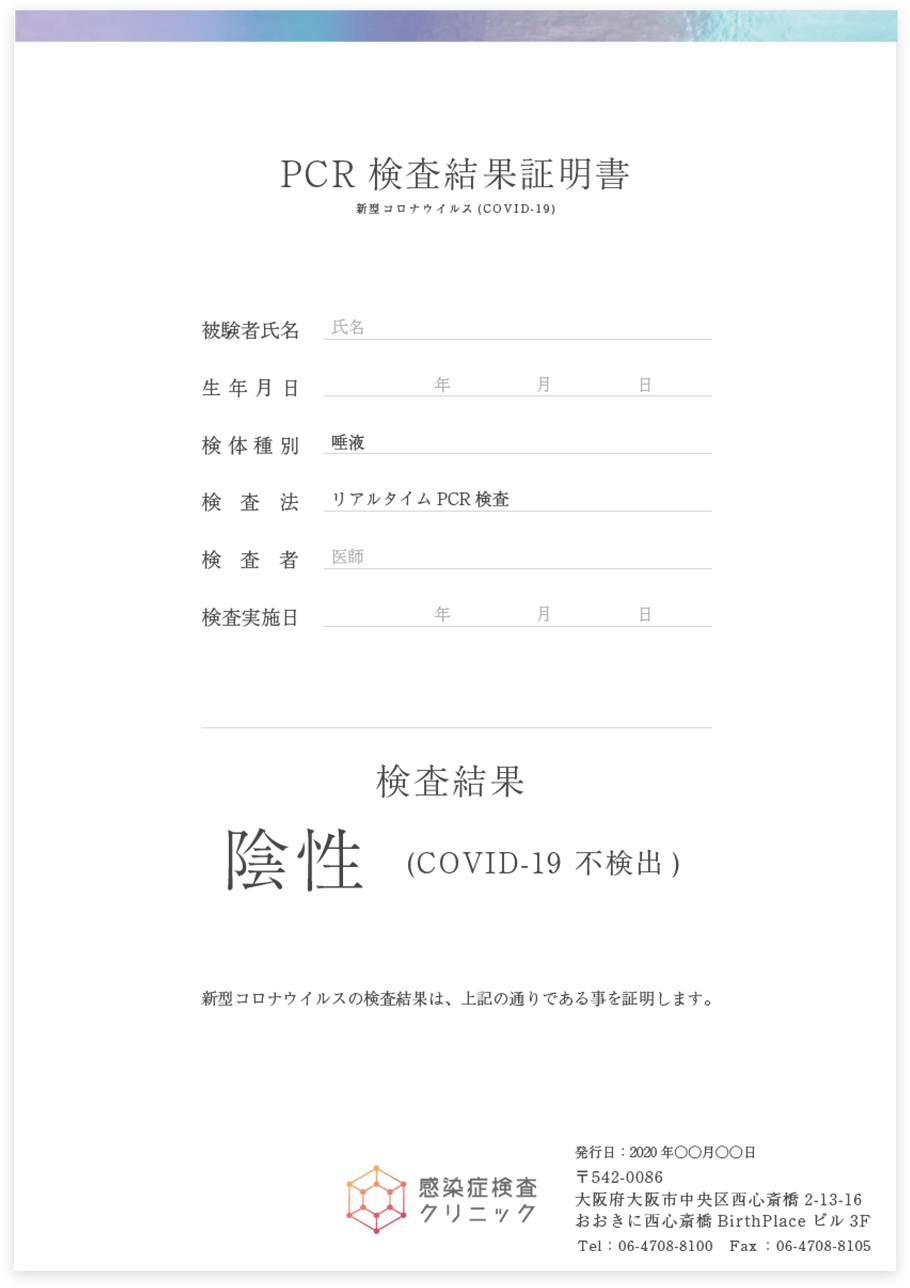 PCR 検査結果証明書
新型コロナウイルス (COVID-19)
被験者氏名 氏名
生年月日 年 月 日
検体種別 唾液
検査法 リアルタイム PCR 検査
検査者 医師
検査実施日 年 月 日
検査結果
陰性 (COVID-19 不検出 )
新型コロナウイルスの検査結果は、上記の通りである事を証明します。
感染症検査
クリニック
発行日：2020 年〇〇月〇〇日
〒542-0086
大阪府大阪市中央区西心斎橋 2-13-16
おおきに西心斎橋 BirthPlace ビル 3F
Tel：06-4708-8100 Fax：06-4708-8105